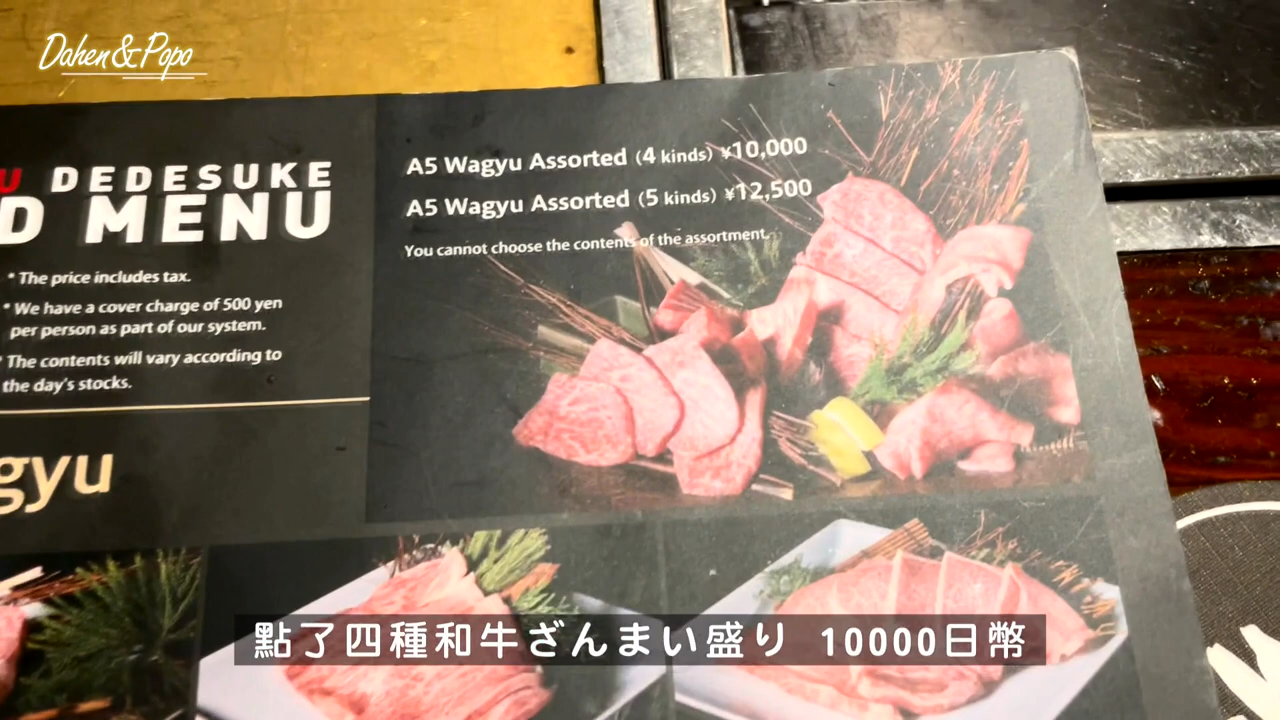 Dahen&Popo
U DEDESUKE
D MENU
* The price includes tax.
* We have a cover charge of 500 yen
per person as part of our system.
* The contents will vary according to
the day's stocks.
gyu
A5 Wagyu Assorted (4 kinds) ¥10,000
A5 Wagyu Assorted (5 kinds) ¥12,500
You cannot choose the contents of the assortment.
點了四種和牛ざんまい盛り 10000日幣